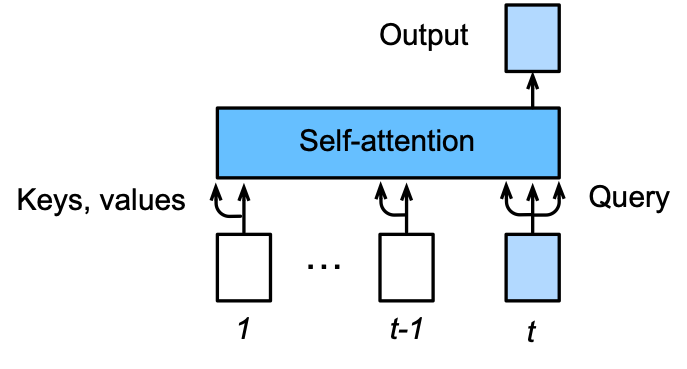 Output
Self-attention
Keys, values
Query
...
1
t-1
t